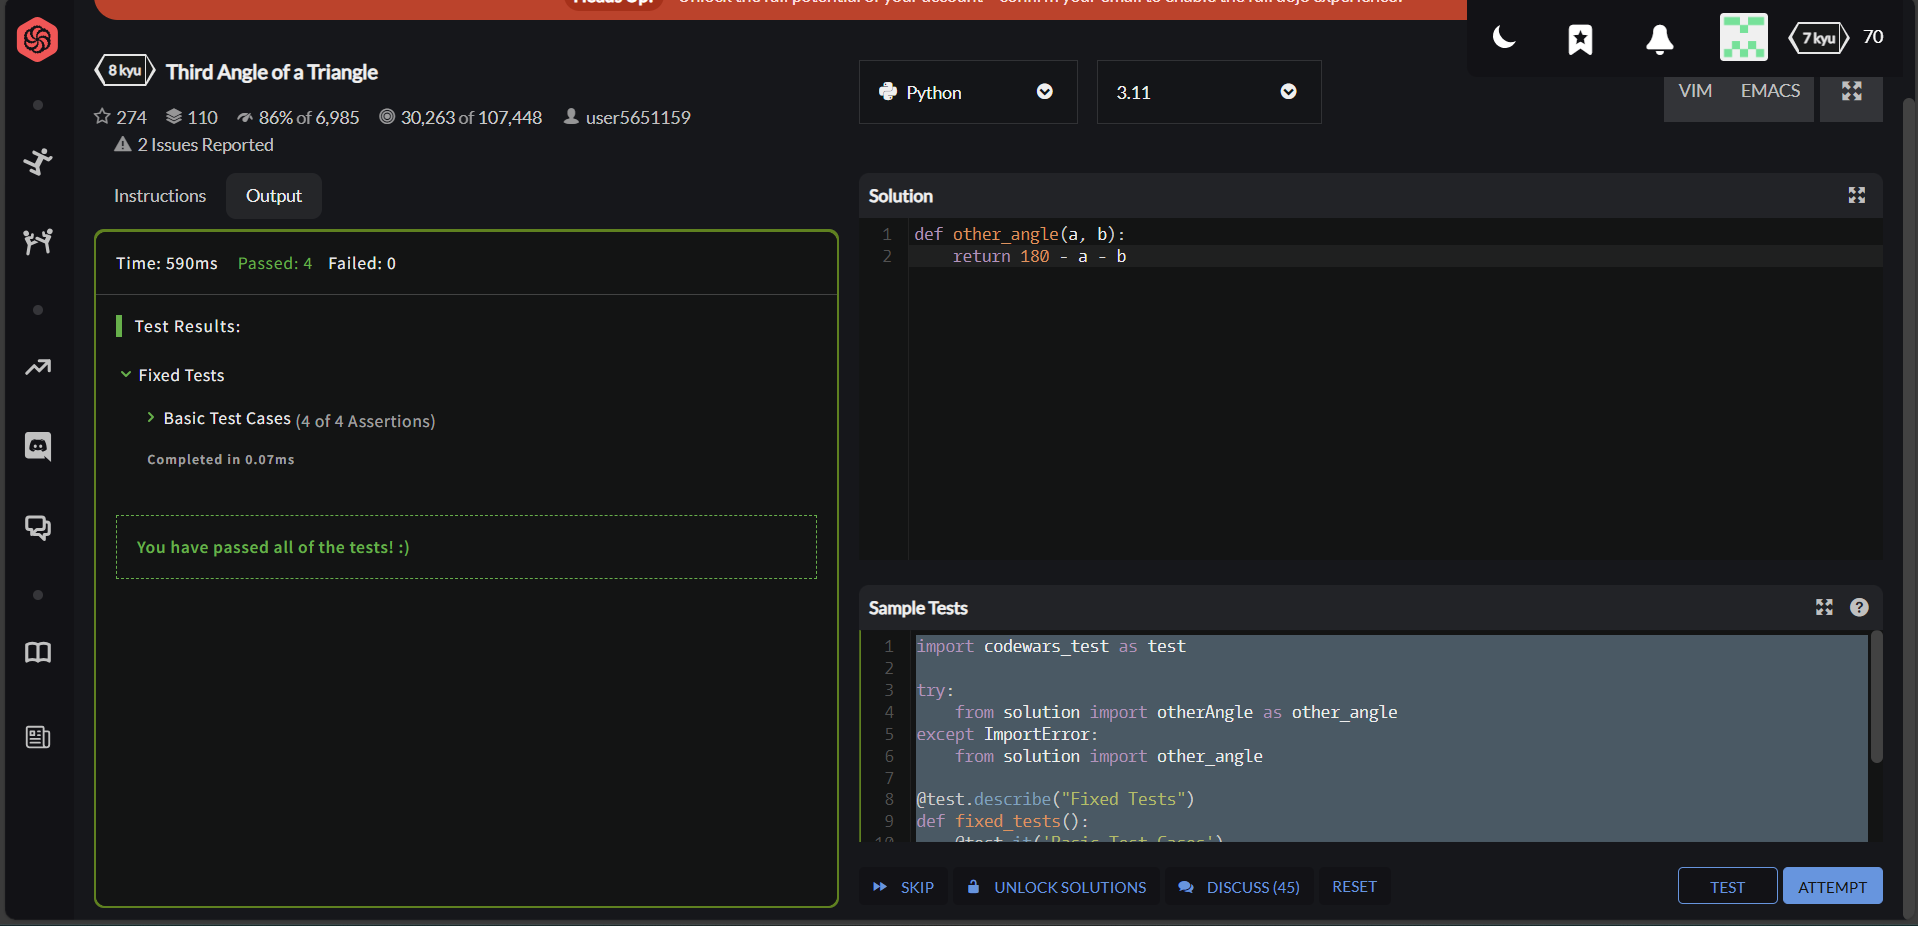 Heads Up! Unlock the full potential of your account - confirm your email to enable the full dojo experience.
7 kyu 70
8 kyu Third Angle of a Triangle
274 110 86% of 6,985 30,263 of 107,448 user5651159
2 Issues Reported
Python 3.11 VIM EMACS
Instructions Output
Time: 590ms Passed: 4 Failed: 0
Test Results:
Fixed Tests
Basic Test Cases (4 of 4 Assertions)
Completed in 0.07ms
You have passed all of the tests! :)
Solution
1 def other_angle(a, b):
2     return 180 - a - b
Sample Tests
1 import codewars_test as test
2
3 try:
4     from solution import otherAngle as other_angle
5 except ImportError:
6     from solution import other_angle
7
8 @test.describe("Fixed Tests")
9 def fixed_tests():
10     @test.it('Basic Test Cases')
SKIP UNLOCK SOLUTIONS DISCUSS (45) RESET TEST ATTEMPT